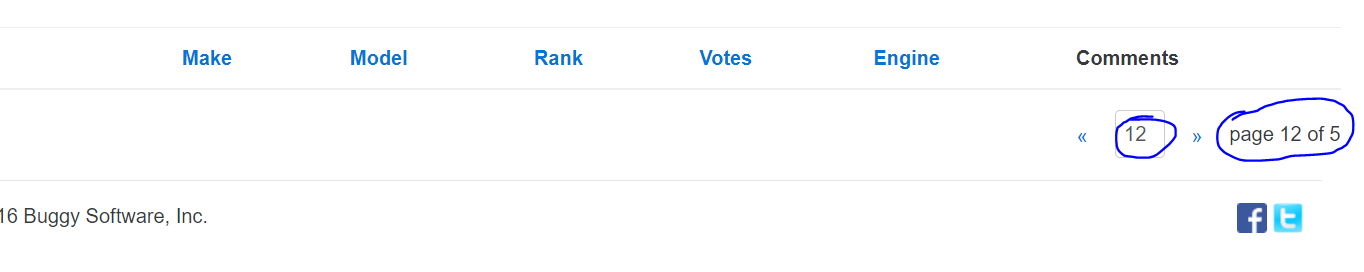 Make Model Rank Votes Engine Comments
« 12 » page 12 of 5
16 Buggy Software, Inc.